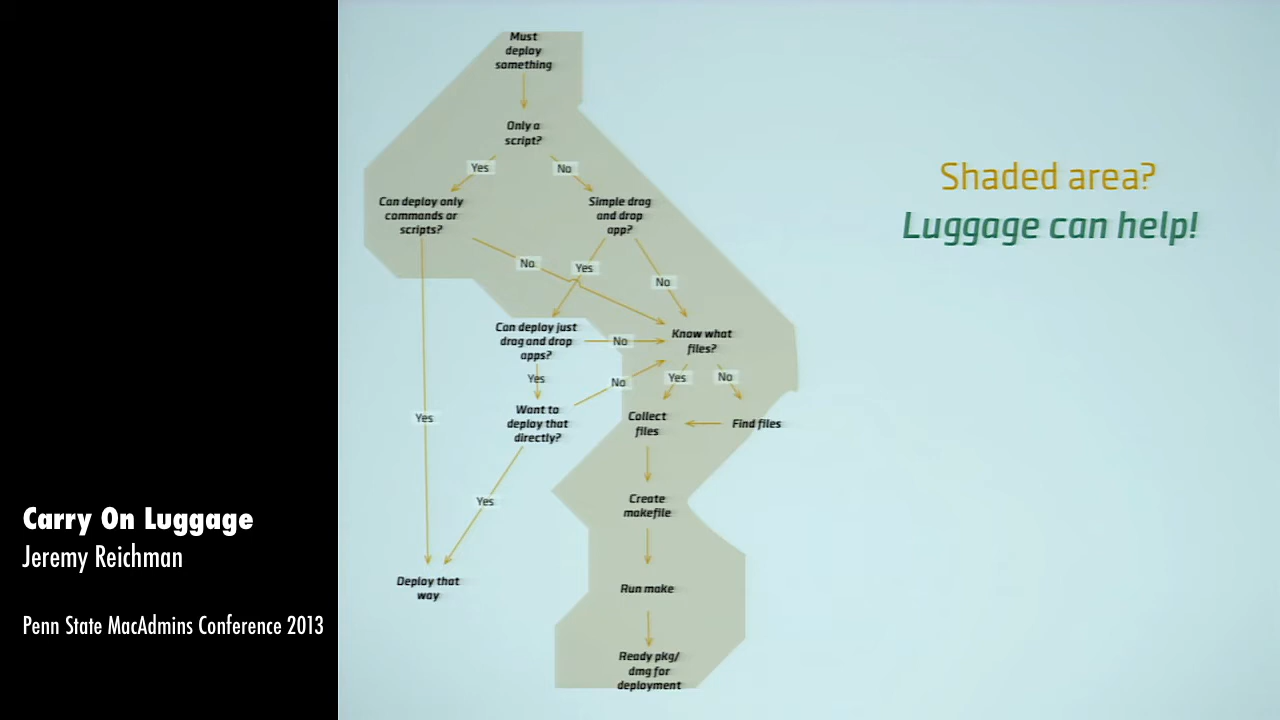 Must
deploy
something
Only a
script?
Yes
No
Can deploy only
commands or
scripts?
Simple drag
and drop
app?
No
Yes
No
Can deploy just
drag and drop
apps?
No
Know what
files?
Yes
No
Yes
No
Want to
deploy that
directly?
Yes
Collect
files
Find files
Yes
Create
makefile
Deploy that
way
Run make
Ready pkg/
dmg for
deployment
Shaded area?
Luggage can help!
Carry On Luggage
Jeremy Reichman
Penn State MacAdmins Conference 2013